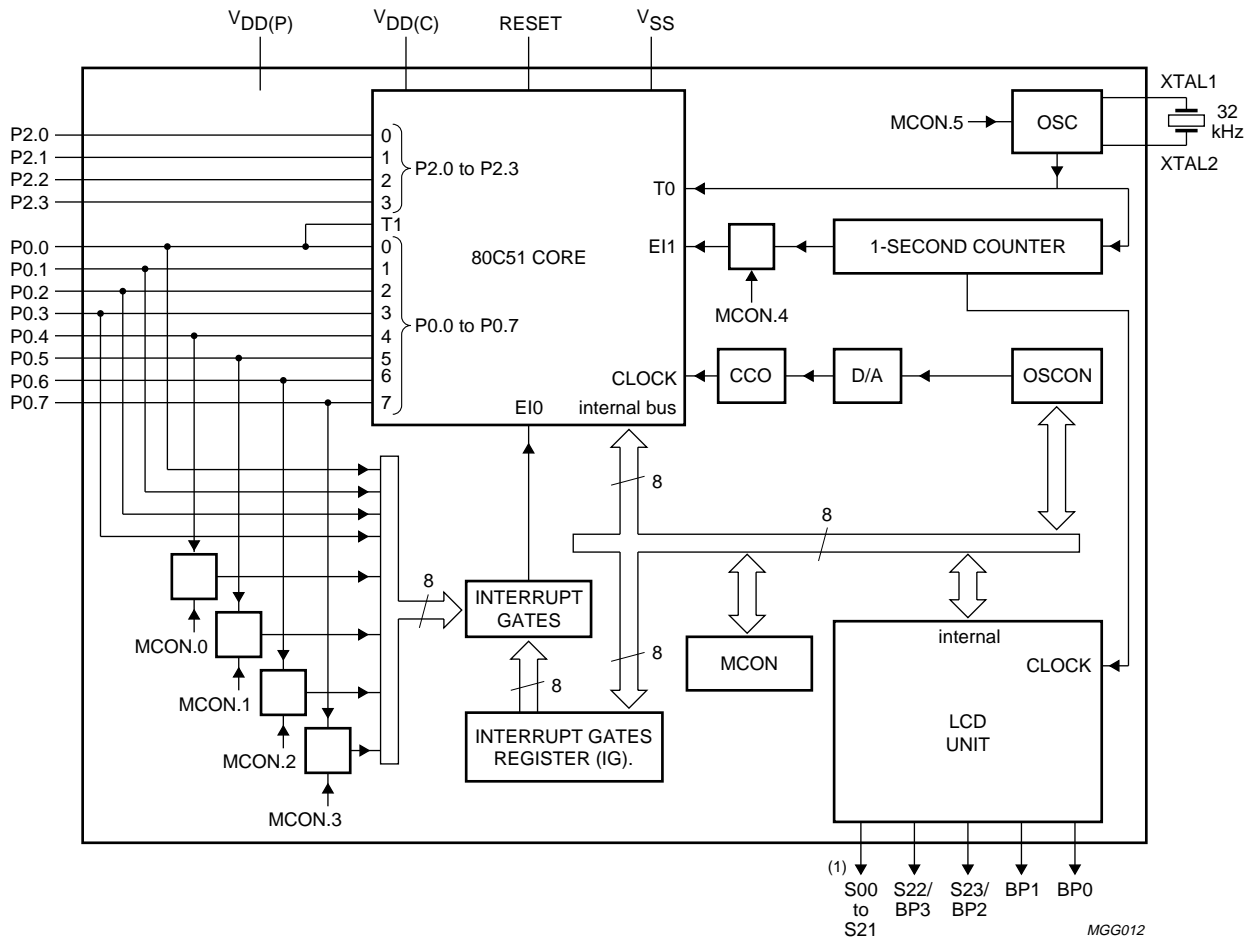 VDD(P)
VDD(C)
RESET
VSS
XTAL1
32
kHz
XTAL2
MCON.5
OSC
P2.0
P2.1
P2.2
P2.3
P0.0
P0.1
P0.2
P0.3
P0.4
P0.5
P0.6
P0.7
0
1
2
3
P2.0 to P2.3
T1
0
1
2
3
4
5
6
7
P0.0 to P0.7
80C51 CORE
T0
EI1
1-SECOND COUNTER
MCON.4
CLOCK
CCO
D/A
OSCON
EI0
internal bus
8
8
8
INTERRUPT
GATES
8
8
MCON.0
MCON.1
MCON.2
MCON.3
INTERRUPT GATES
REGISTER (IG).
MCON
internal
CLOCK
LCD
UNIT
(1)
S00
to
S21
S22/
BP3
S23/
BP2
BP1
BP0
MGG012